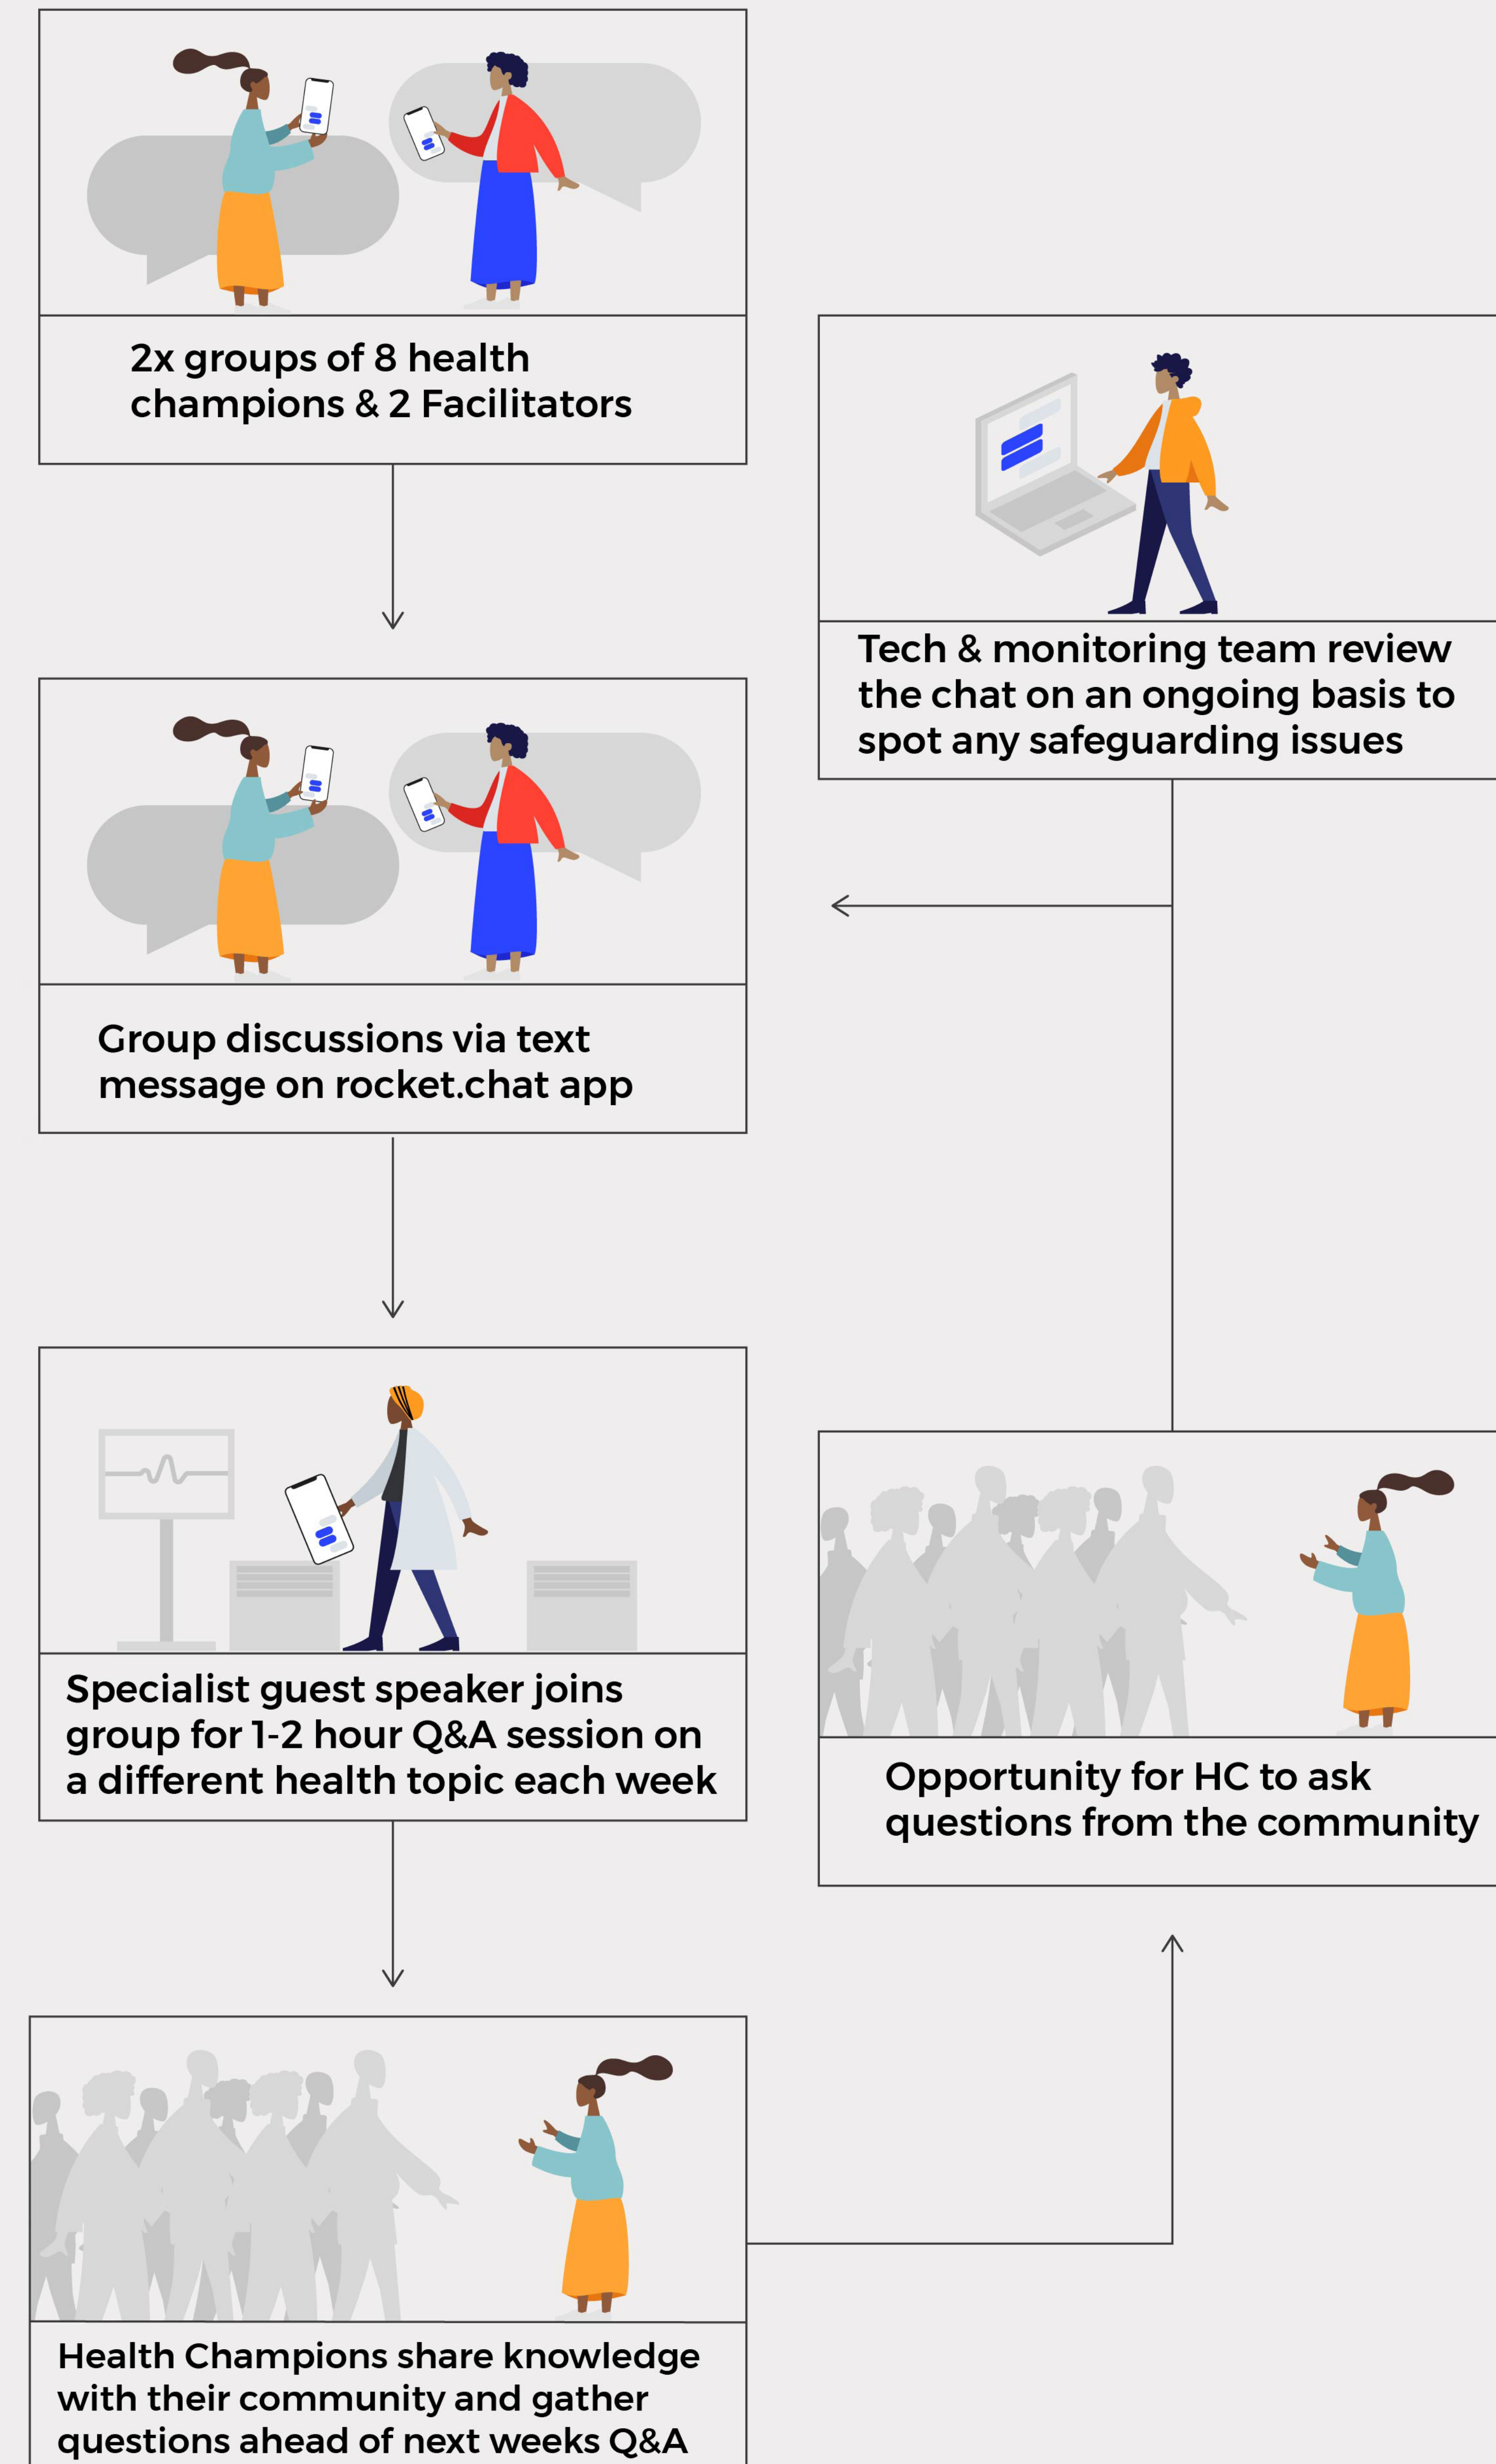 2x groups of 8 health
champions & 2 Facilitators
Tech & monitoring team review
the chat on an ongoing basis to
spot any safeguarding issues
Group discussions via text
message on rocket.chat app
Specialist guest speaker joins
group for 1-2 hour Q&A session on
a different health topic each week
Opportunity for HC to ask
questions from the community
Health Champions share knowledge
with their community and gather
questions ahead of next weeks Q&A